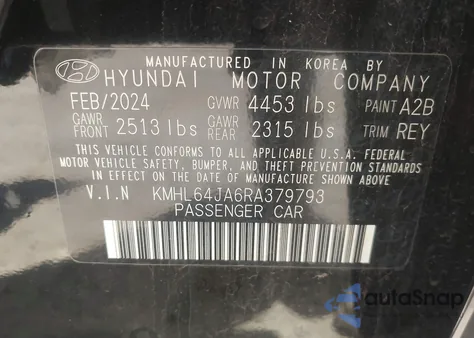 MANUFACTURED IN KOREA BY
HYUNDAI MOTOR COMPANY
FEB/2024 GVWR 4453 lbs PAINT A2B
GAWR FRONT 2513 lbs GAWR REAR 2315 lbs TRIM REY
THIS VEHICLE CONFORMS TO ALL APPLICABLE U.S.A. FEDERAL
MOTOR VEHICLE SAFETY, BUMPER, AND THEFT PREVENTION STANDARDS
IN EFFECT ON THE DATE OF MANUFACTURE SHOWN ABOVE.
V.I.N KMHL64JA6RA379793
PASSENGER CAR
autoSnap